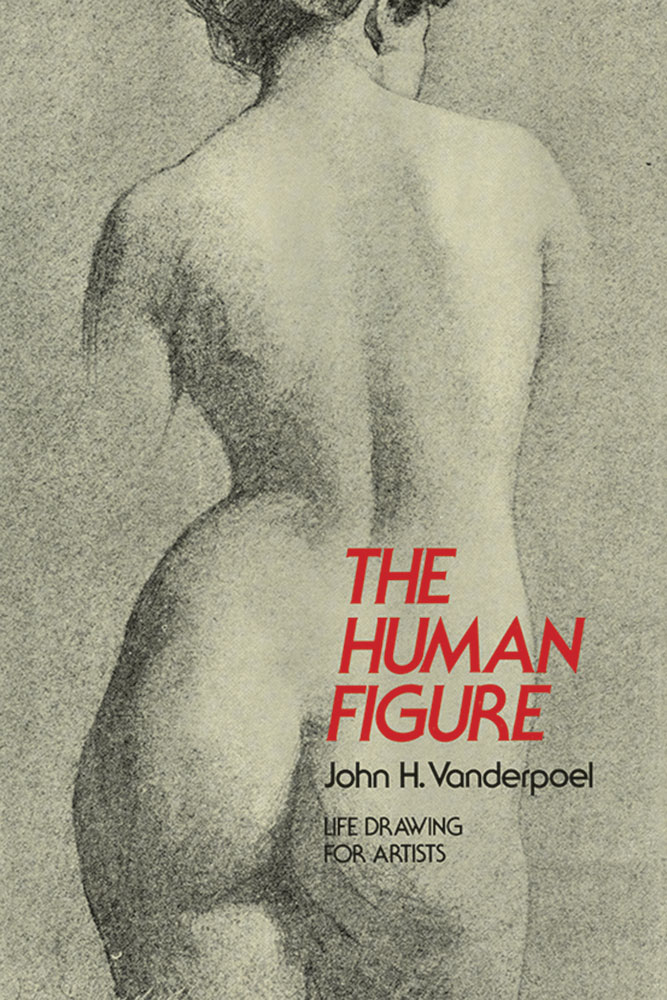 THE
HUMAN
FIGURE
John H. Vanderpoel
LIFE DRAWING
FOR ARTISTS